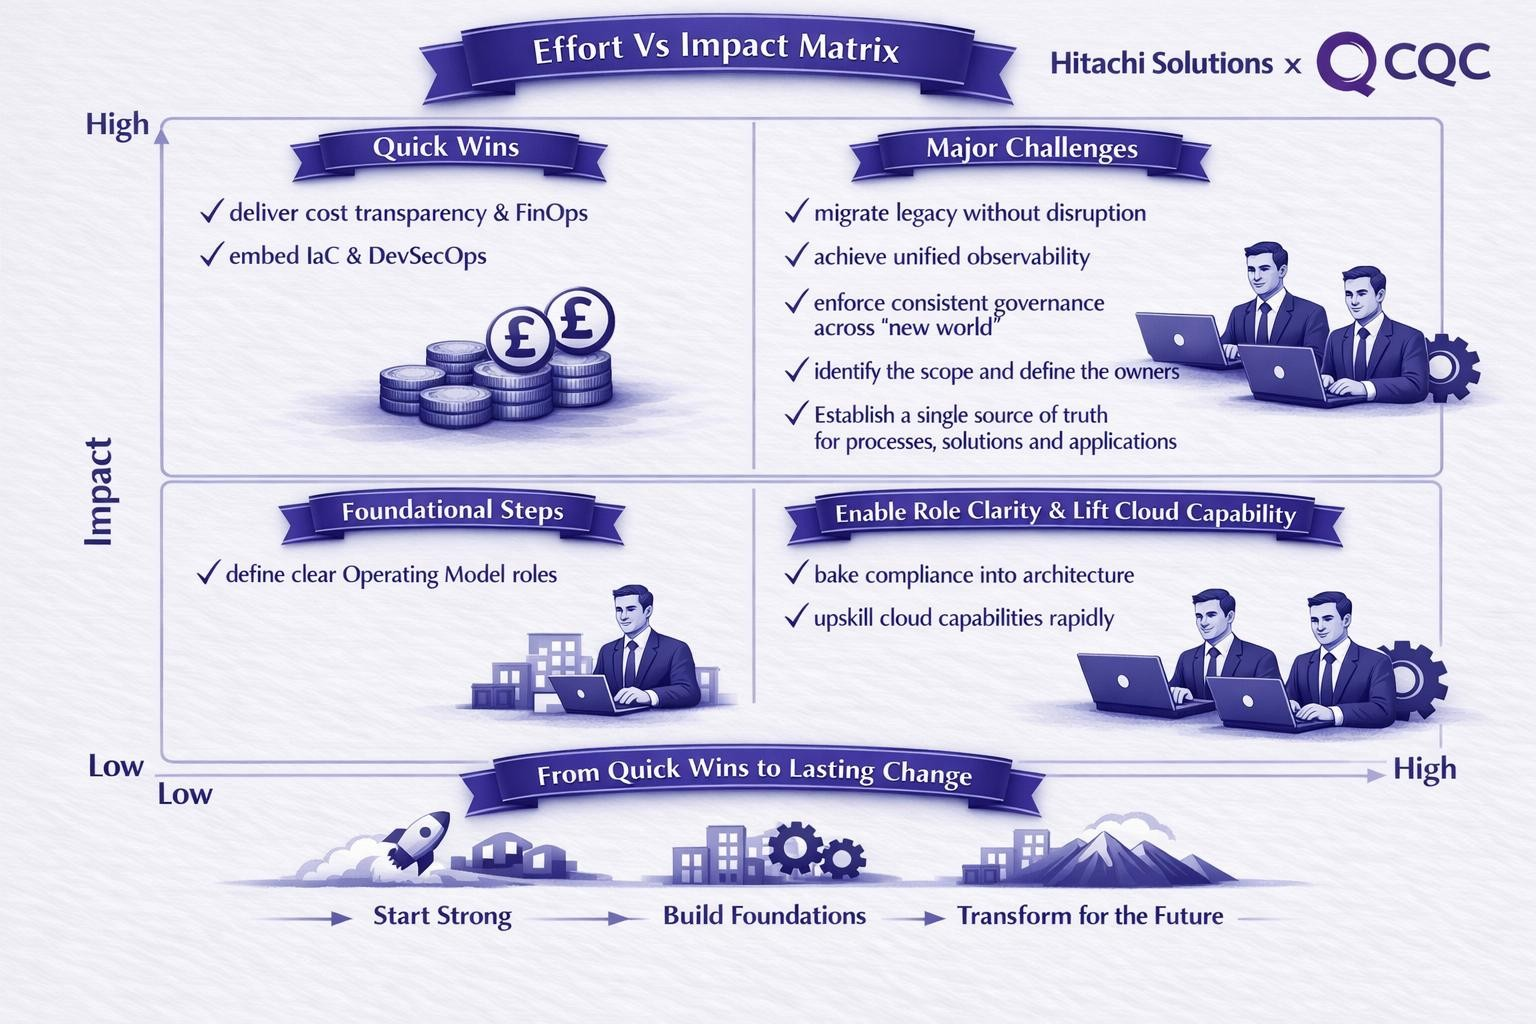 Effort Vs Impact Matrix
Hitachi Solutions x CQC
High
Quick Wins
deliver cost transparency & FinOps
embed IaC & DevSecOps
£ £
Major Challenges
migrate legacy without disruption
achieve unified observability
enforce consistent governance
across “new world”
identify the scope and define the owners
Establish a single source of truth
for processes, solutions and applications
Impact
Foundational Steps
define clear Operating Model roles
Enable Role Clarity & Lift Cloud Capability
bake compliance into architecture
upskill cloud capabilities rapidly
Low
Low
High
From Quick Wins to Lasting Change
Start Strong
Build Foundations
Transform for the Future